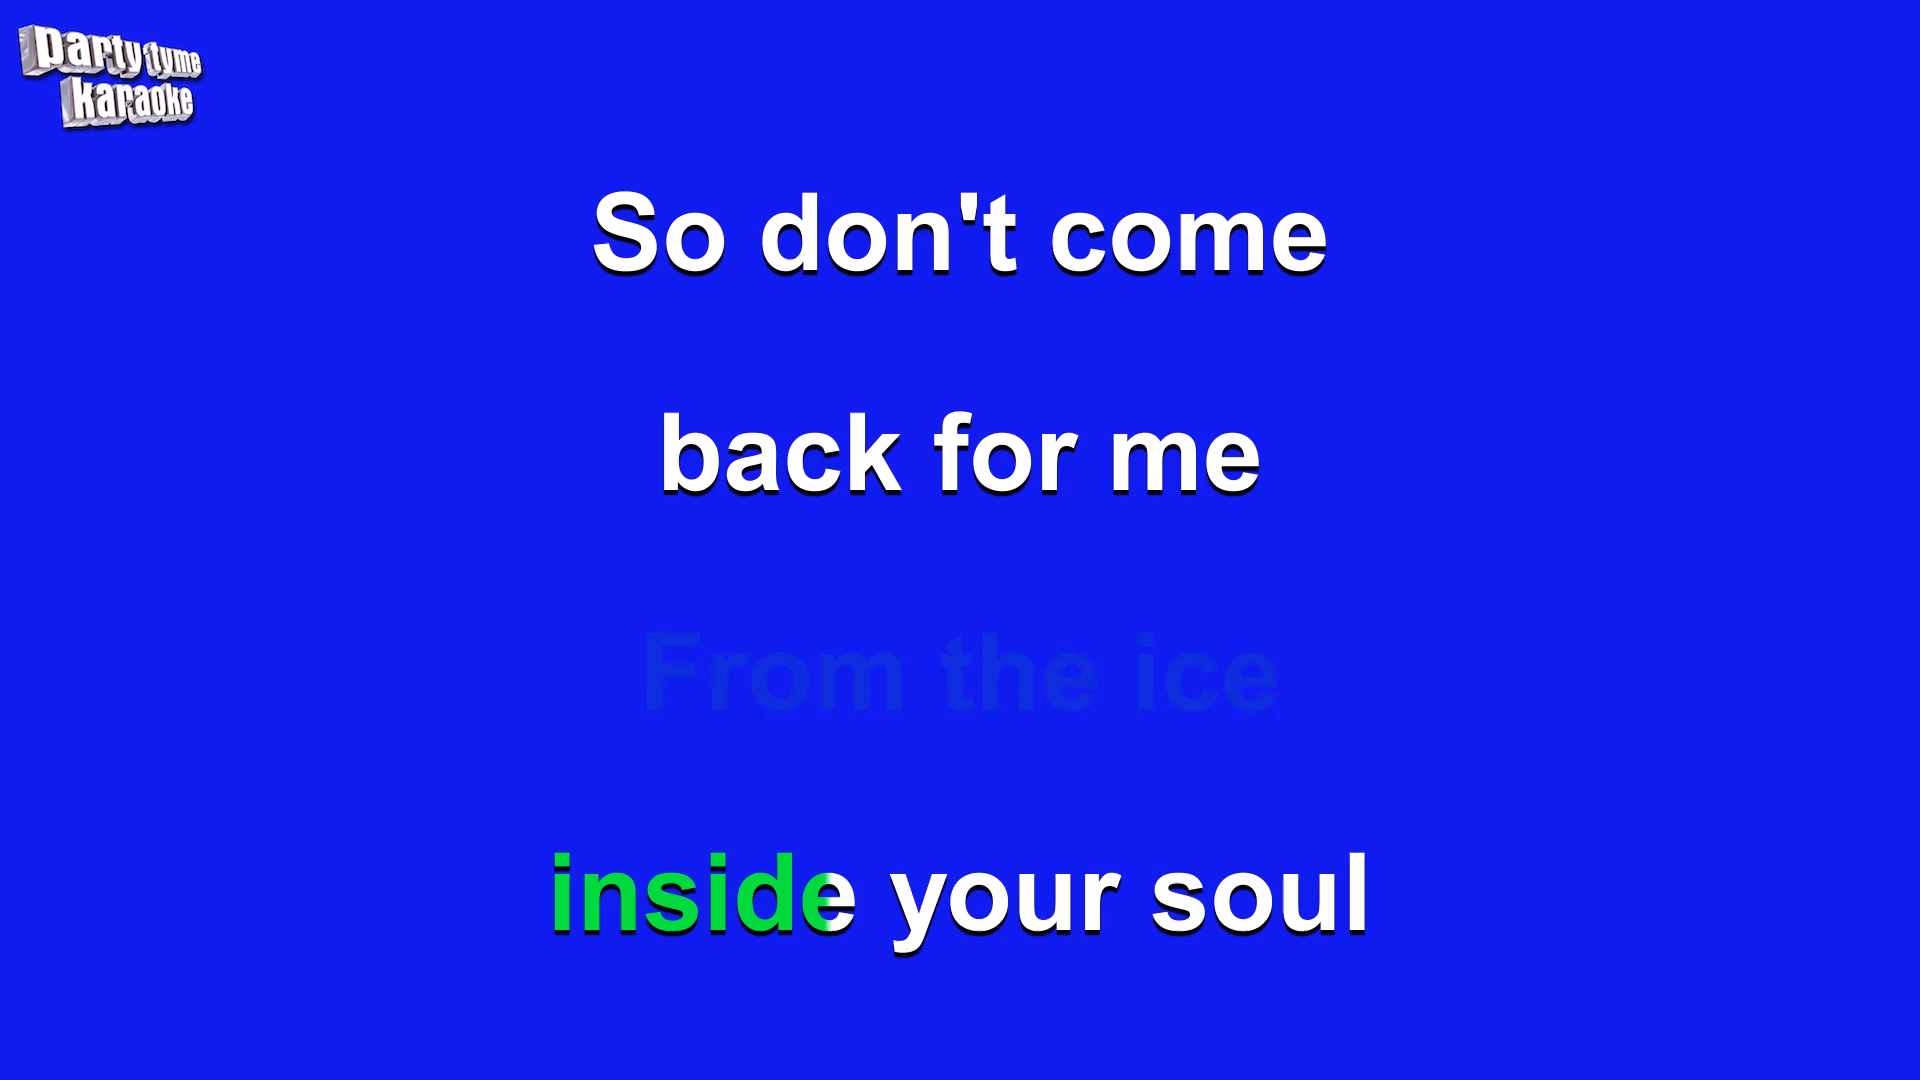 party tyme
karaoke
So don't come
back for me
From the ice
inside your soul